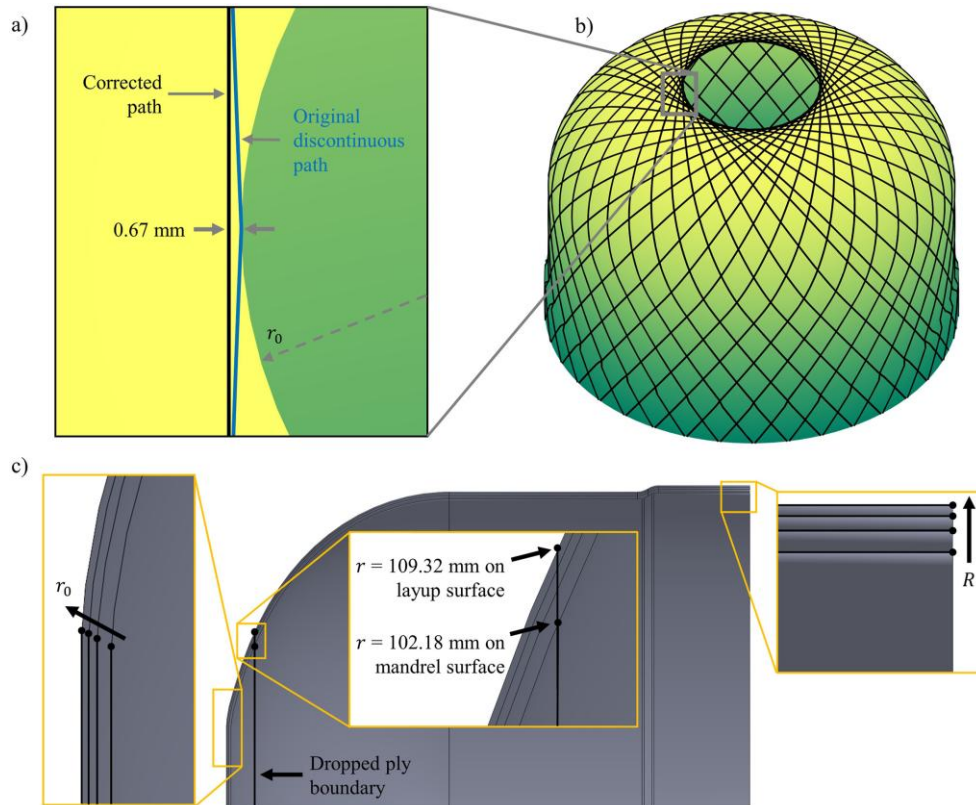 a)
Corrected
path
Original
discontinuous
path
0.67 mm
r₀
b)
c)
r₀
r = 109.32 mm on
layup surface
r = 102.18 mm on
mandrel surface
Dropped ply
boundary
R